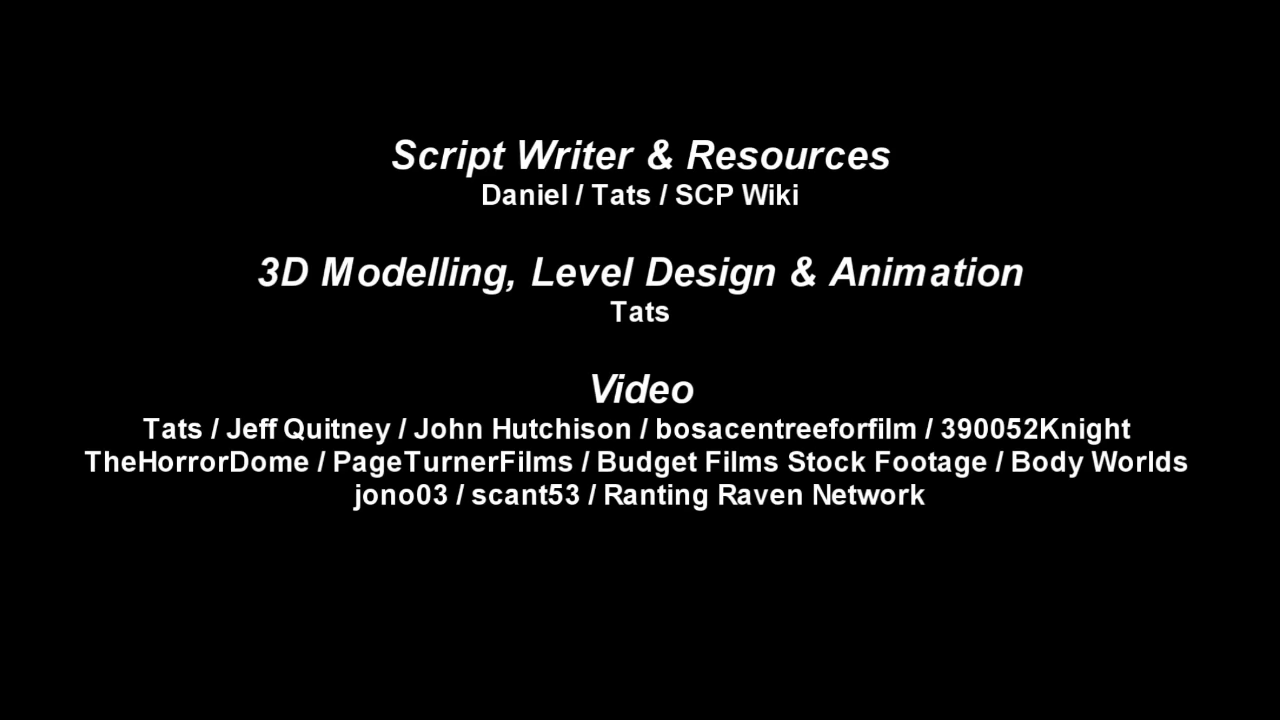 Script Writer & Resources
Daniel / Tats / SCP Wiki
3D Modelling, Level Design & Animation
Tats
Video
Tats / Jeff Quitney / John Hutchison / bosacentreeforfilm / 390052Knight
TheHorrorDome / PageTurnerFilms / Budget Films Stock Footage / Body Worlds
jono03 / scant53 / Ranting Raven Network